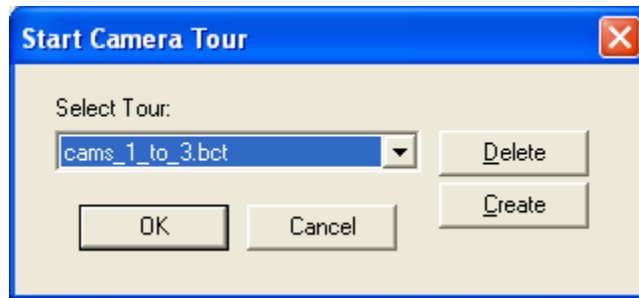 Start Camera Tour
Select Tour:
cams_1_to_3.bct
Delete
Create
OK
Cancel